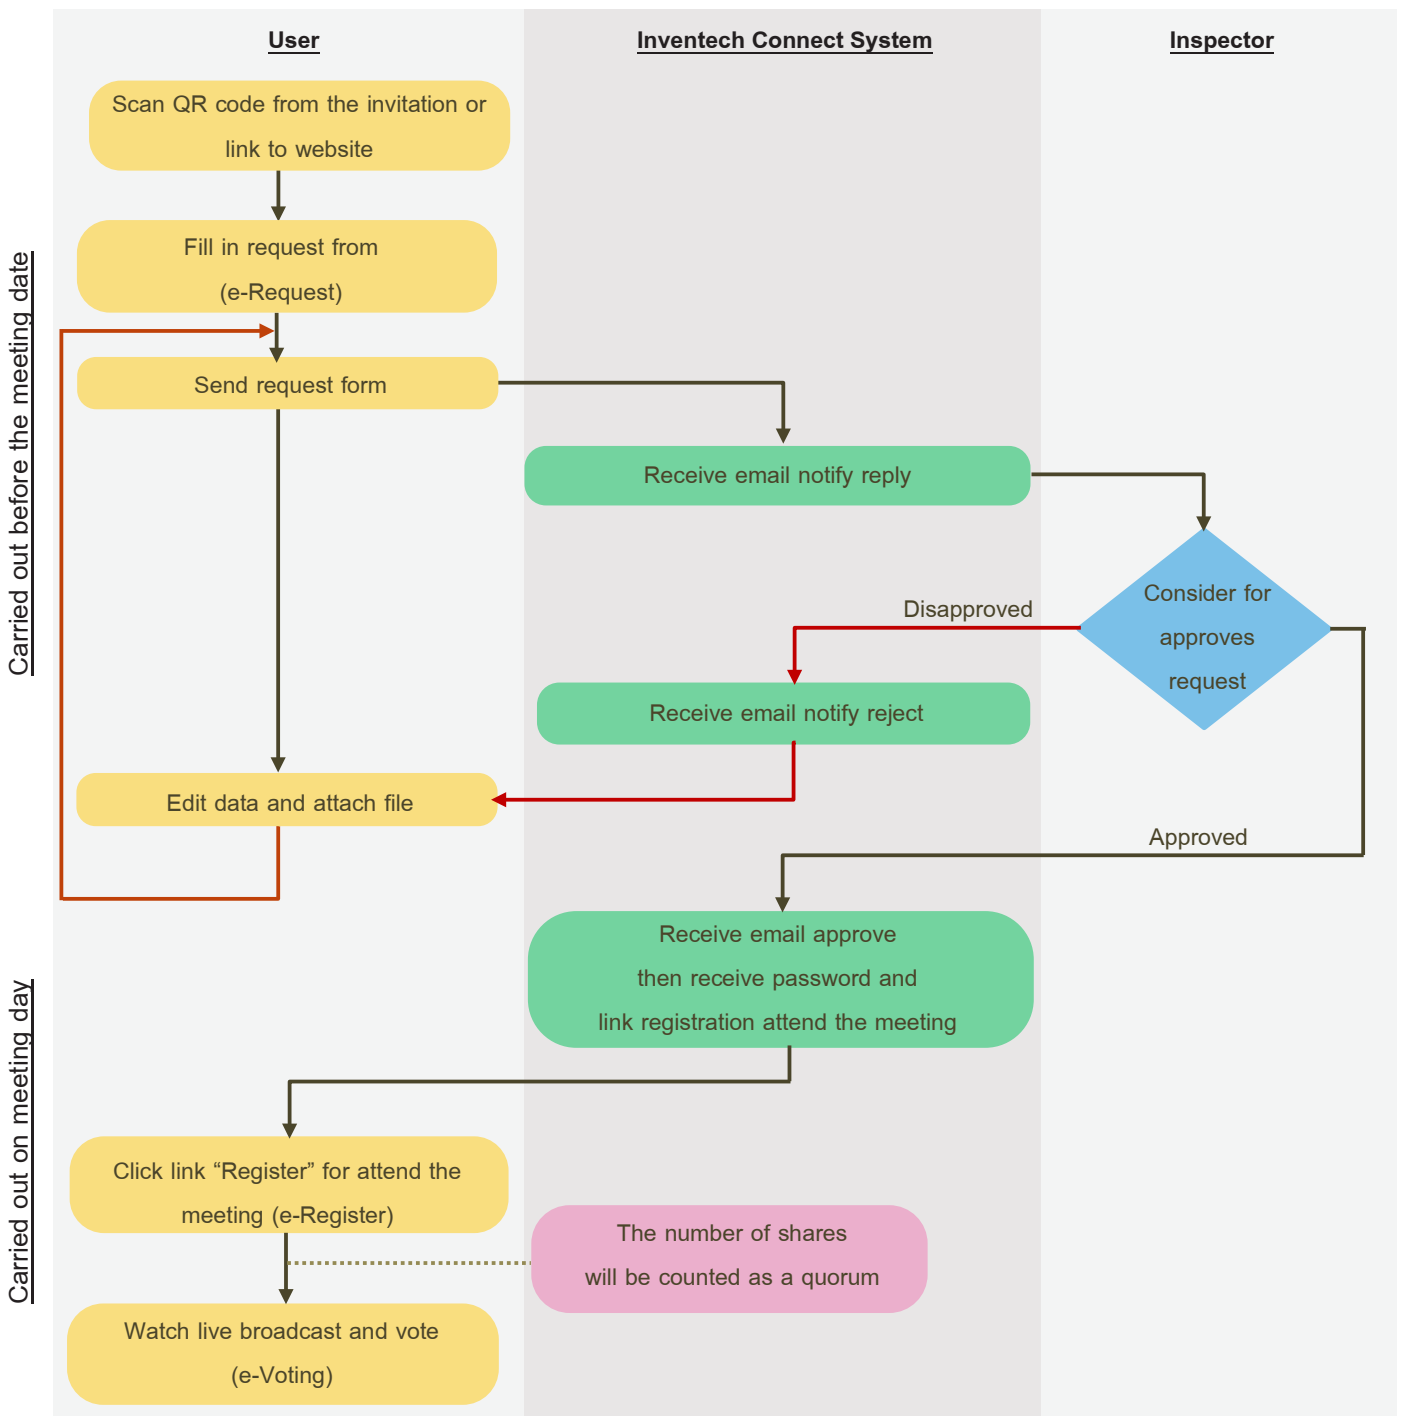 User
Inventech Connect System
Inspector
Scan QR code from the invitation or
link to website
Fill in request from
(e-Request)
Send request form
Receive email notify reply
Consider for
approves
request
Disapproved
Receive email notify reject
Edit data and attach file
Approved
Receive email approve
then receive password and
link registration attend the meeting
Click link “Register” for attend the
meeting (e-Register)
The number of shares
will be counted as a quorum
Watch live broadcast and vote
(e-Voting)
Carried out before the meeting date
Carried out on meeting day